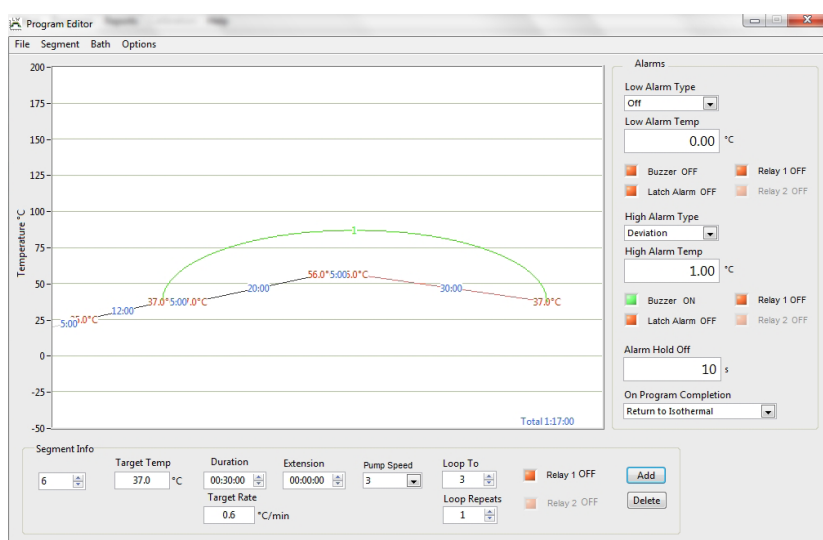 Program Editor
File Segment Bath Options
200
175
150
125
100
75
50
25
0
-25
-50
Temperature °C
1
5:00
12:00
37.0°
5:00
20:00
56.0°
5:00
30:00
37.0°C
Total 1:17:00
Alarms
Low Alarm Type
Off
Low Alarm Temp
0.00 °C
Buzzer OFF Relay 1 OFF
Latch Alarm OFF Relay 2 OFF
High Alarm Type
Deviation
High Alarm Temp
1.00 °C
Buzzer ON Relay 1 OFF
Latch Alarm OFF Relay 2 OFF
Alarm Hold Off
10 s
On Program Completion
Return to Isothermal
Segment Info
Target Temp Duration Extension Pump Speed Loop To
6 37.0 °C 00:30:00 00:00:00 3 3 Relay 1 OFF Add
Target Rate Loop Repeats
0.6 °C/min 1 Relay 2 OFF Delete